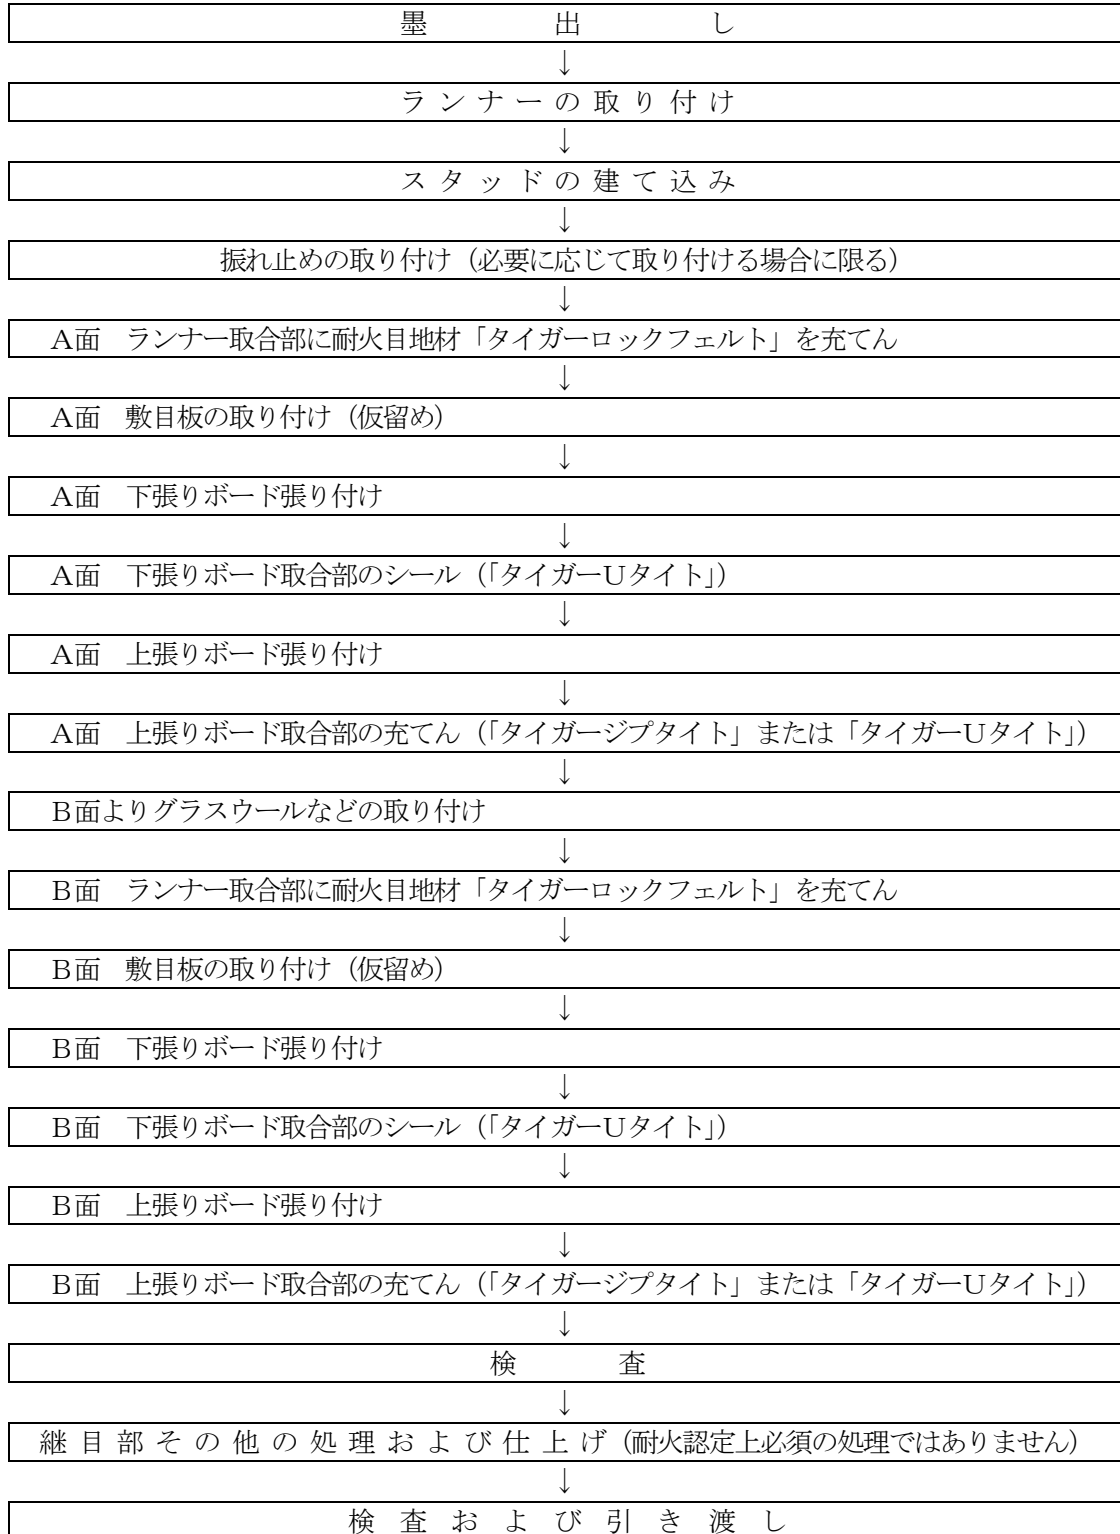 墨出し
↓
ランナーの取り付け
↓
スタッドの建て込み
↓
振れ止めの取り付け（必要に応じて取り付ける場合に限る）
↓
Ａ面　ランナー取合部に耐火目地材「タイガーロックフェルト」を充てん
↓
Ａ面　敷目板の取り付け（仮留め）
↓
Ａ面　下張りボード張り付け
↓
Ａ面　下張りボード取合部のシール（「タイガーＵタイト」）
↓
Ａ面　上張りボード張り付け
↓
Ａ面　上張りボード取合部の充てん（「タイガージプタイト」または「タイガーＵタイト」）
↓
Ｂ面よりグラスウールなどの取り付け
↓
Ｂ面　ランナー取合部に耐火目地材「タイガーロックフェルト」を充てん
↓
Ｂ面　敷目板の取り付け（仮留め）
↓
Ｂ面　下張りボード張り付け
↓
Ｂ面　下張りボード取合部のシール（「タイガーＵタイト」）
↓
Ｂ面　上張りボード張り付け
↓
Ｂ面　上張りボード取合部の充てん（「タイガージプタイト」または「タイガーＵタイト」）
↓
検査
↓
継目部その他の処理および仕上げ（耐火認定上必須の処理ではありません）
↓
検査および引き渡し